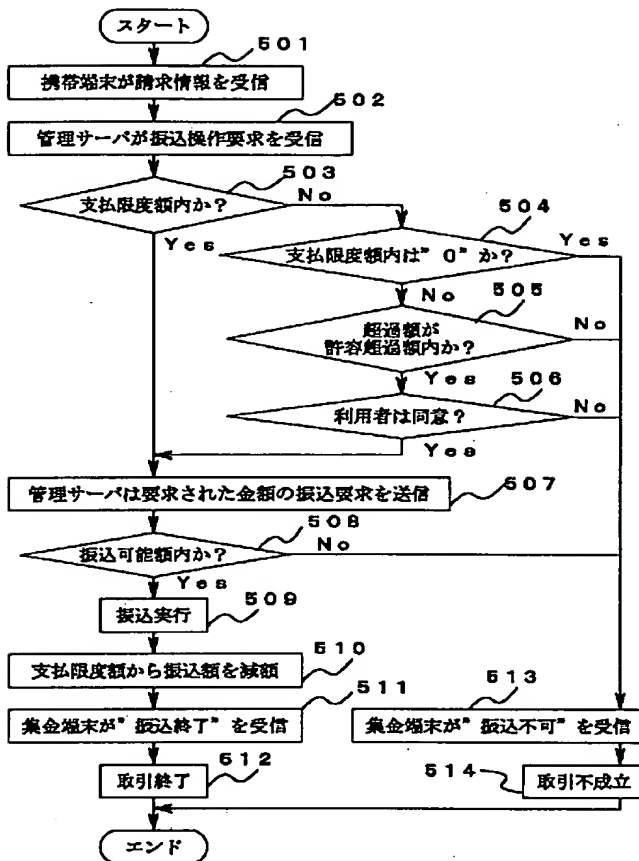 スタート
501
携帯端末が請求情報を受信
502
管理サーバが振込操作要求を受信
503
支払限度額内か?
No
Yes
504
支払限度額内は”0”か?
Yes
No
505
超過額が
許容超過額内か?
No
Yes
506
利用者は同意?
No
Yes
管理サーバは要求された金額の振込要求を送信
507
508
振込可能額内か?
No
Yes
振込実行
509
支払限度額から振込額を減額
510
511
集金端末が”振込終了”を受信
513
集金端末が”振込不可”を受信
取引終了
512
514
取引不成立
エンド